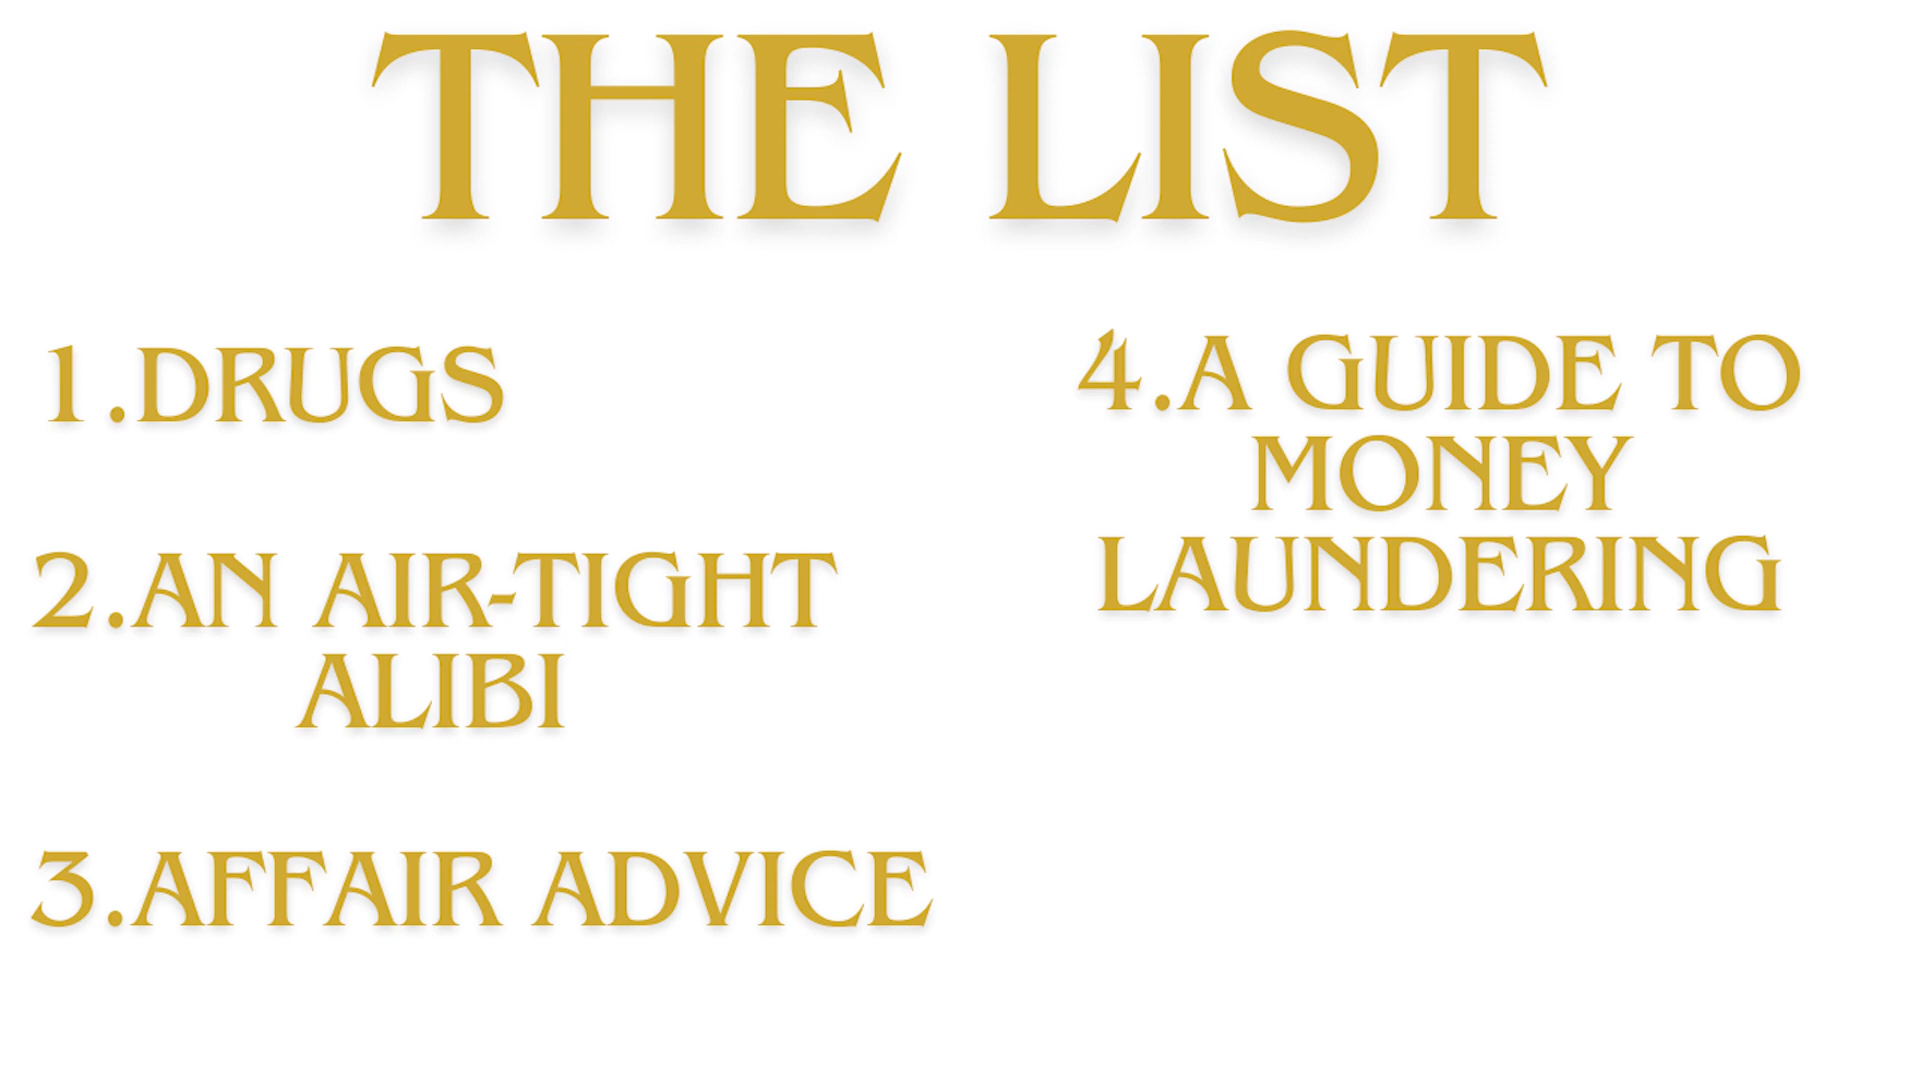 THE LIST
1.DRUGS
2.AN AIR-TIGHT
ALIBI
3.AFFAIR ADVICE
4.A GUIDE TO
MONEY
LAUNDERING